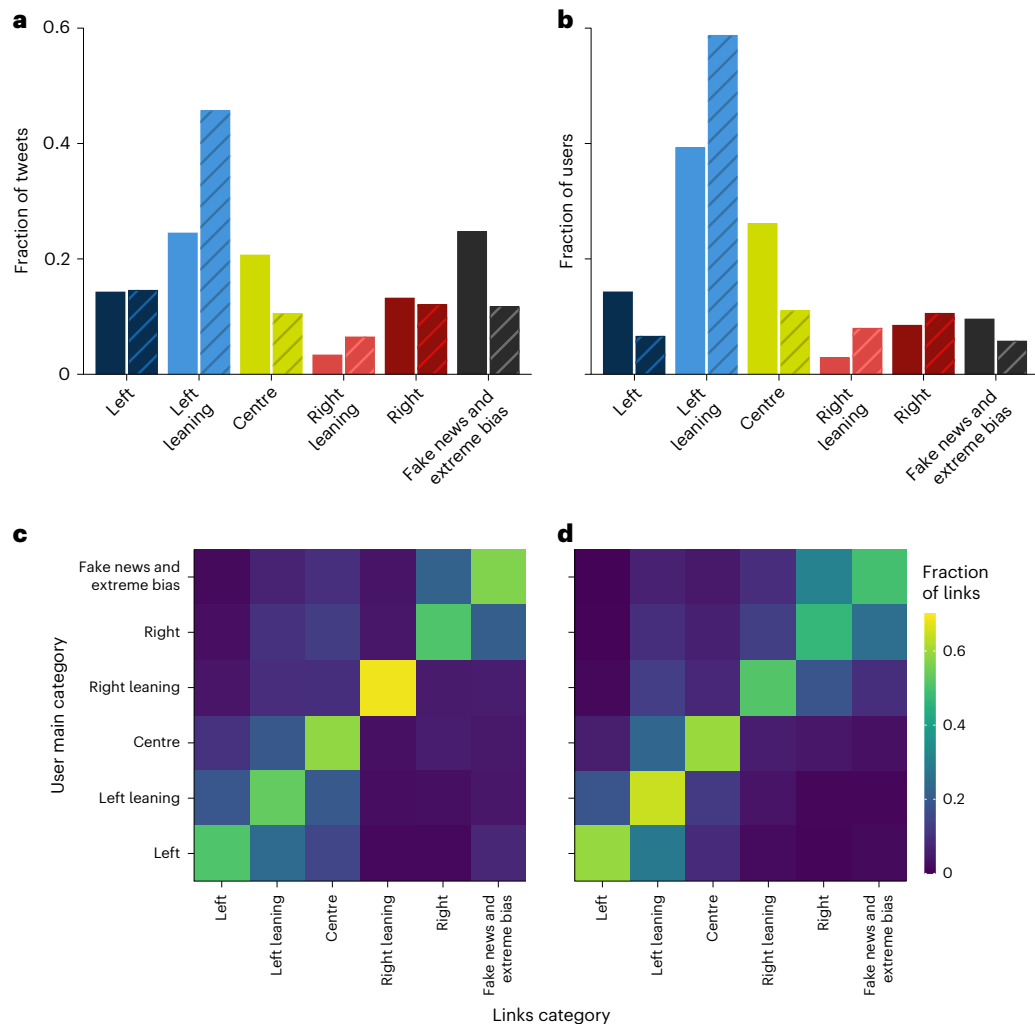 a
Fraction of tweets
0.6
0.4
0.2
0
Left
Left
leaning
Centre
Right
leaning
Right
Fake news and
extreme bias
b
Fraction of users
Left
Left
leaning
Centre
Right
leaning
Right
Fake news and
extreme bias
c
User main category
Fake news and
extreme bias
Right
Right leaning
Centre
Left leaning
Left
Left
Left leaning
Centre
Right leaning
Right
Fake news and
extreme bias
d
Left
Left leaning
Centre
Right leaning
Right
Fake news and
extreme bias
Fraction
of links
0.6
0.4
0.2
0
Links category